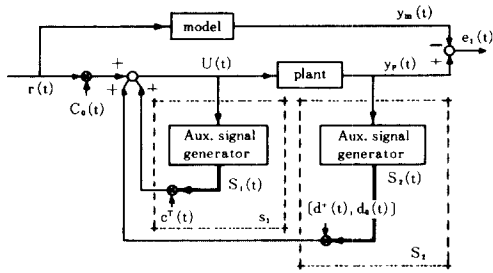 model
y_m(t)
e_1(t)
−
+
r(t)
C_0(t)
+
+
+
U(t)
plant
y_P(t)
Aux. signal
generator
Aux. signal
generator
S_1(t)
S_2(t)
c^T(t)
s_1
[d^+(t), d_0(t)]
S_2